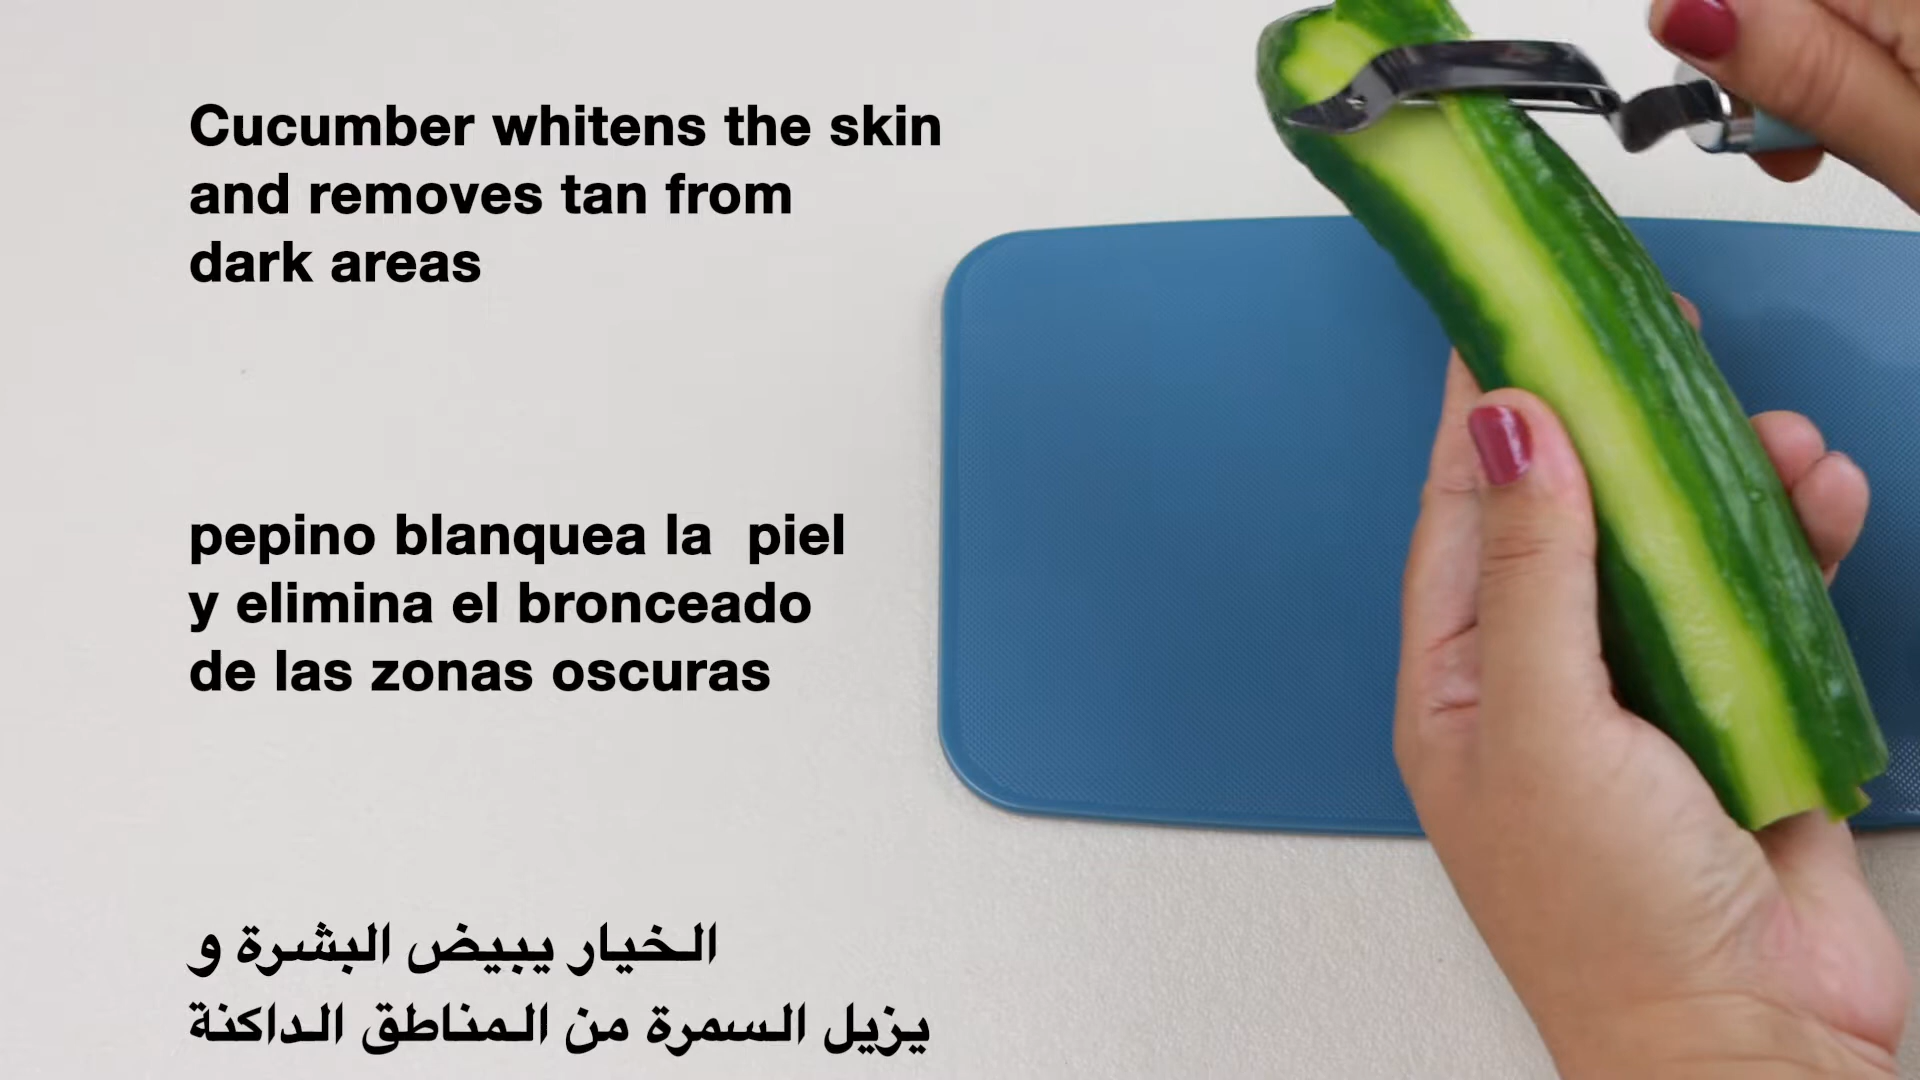 Cucumber whitens the skin
and removes tan from
dark areas
pepino blanquea la  piel
y elimina el bronceado
de las zonas oscuras
الخيار يبيض البشرة و
يزيل السمرة من المناطق الداكنة